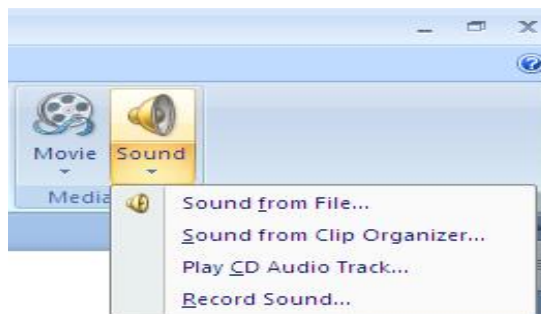 Movie Sound
Media
Sound from File...
Sound from Clip Organizer...
Play CD Audio Track...
Record Sound...